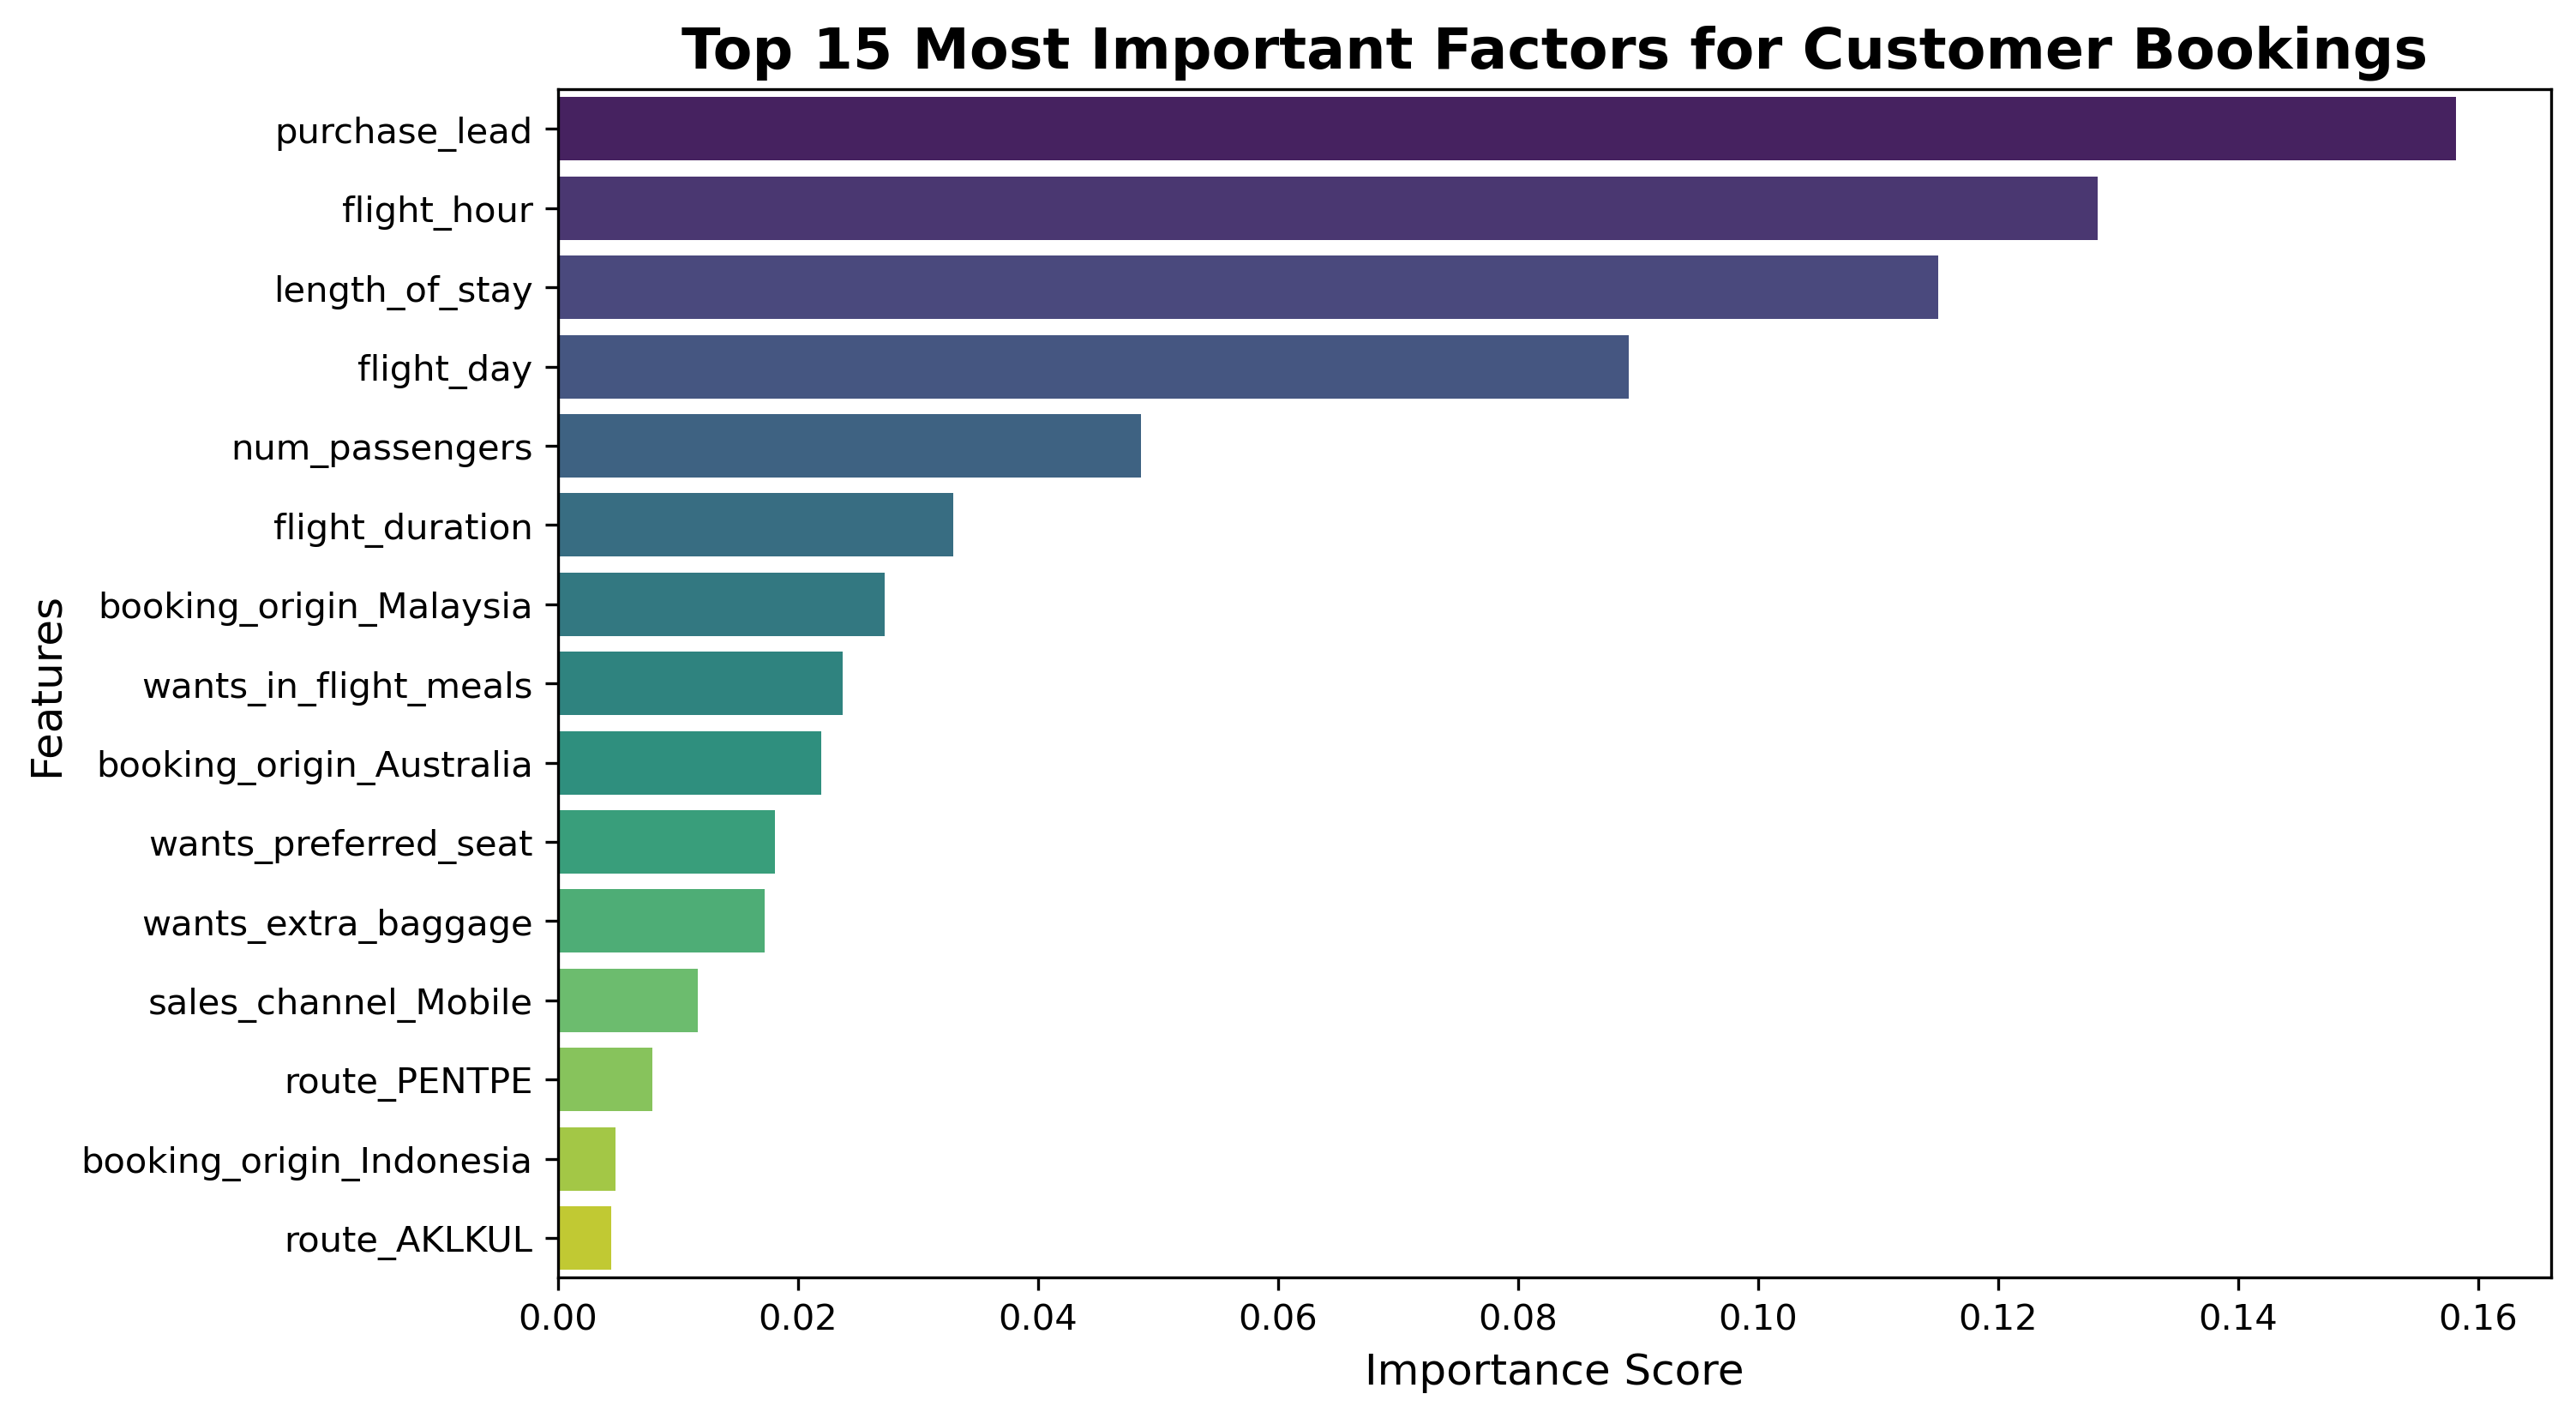 Top 15 Most Important Factors for Customer Bookings
purchase_lead
flight_hour
length_of_stay
flight_day
num_passengers
flight_duration
booking_origin_Malaysia
wants_in_flight_meals
booking_origin_Australia
wants_preferred_seat
wants_extra_baggage
sales_channel_Mobile
route_PENTPE
booking_origin_Indonesia
route_AKLKUL
Features
0.00 0.02 0.04 0.06 0.08 0.10 0.12 0.14 0.16
Importance Score